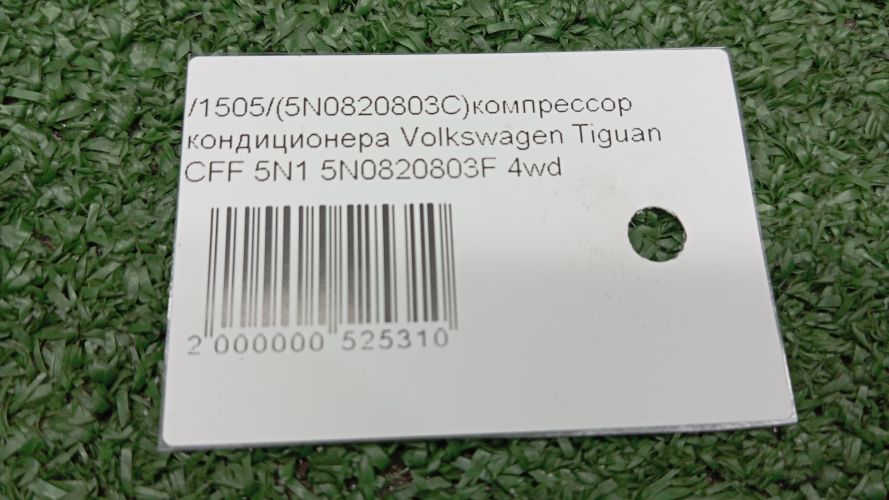 /1505/(5N0820803C)компрессор
кондиционера Volkswagen Tiguan
CFF 5N1 5N0820803F 4wd
2 000000 525310